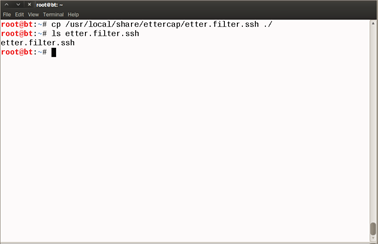 root@bt: ~
File Edit View Terminal Help
root@bt:~# cp /usr/local/share/ettercap/etter.filter.ssh ./
root@bt:~# ls etter.filter.ssh
etter.filter.ssh
root@bt:~#